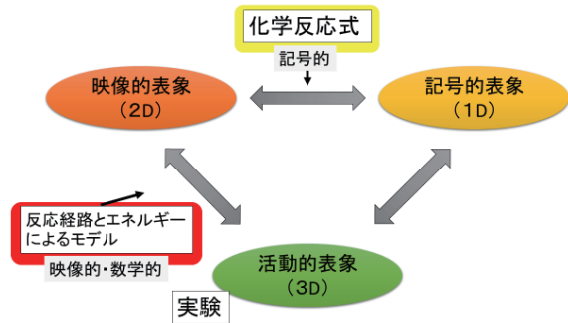 化学反応式
記号的
映像的表象
（2D）
記号的表象
（1D）
反応経路とエネルギー
によるモデル
映像的・数学的
活動的表象
（3D）
実験